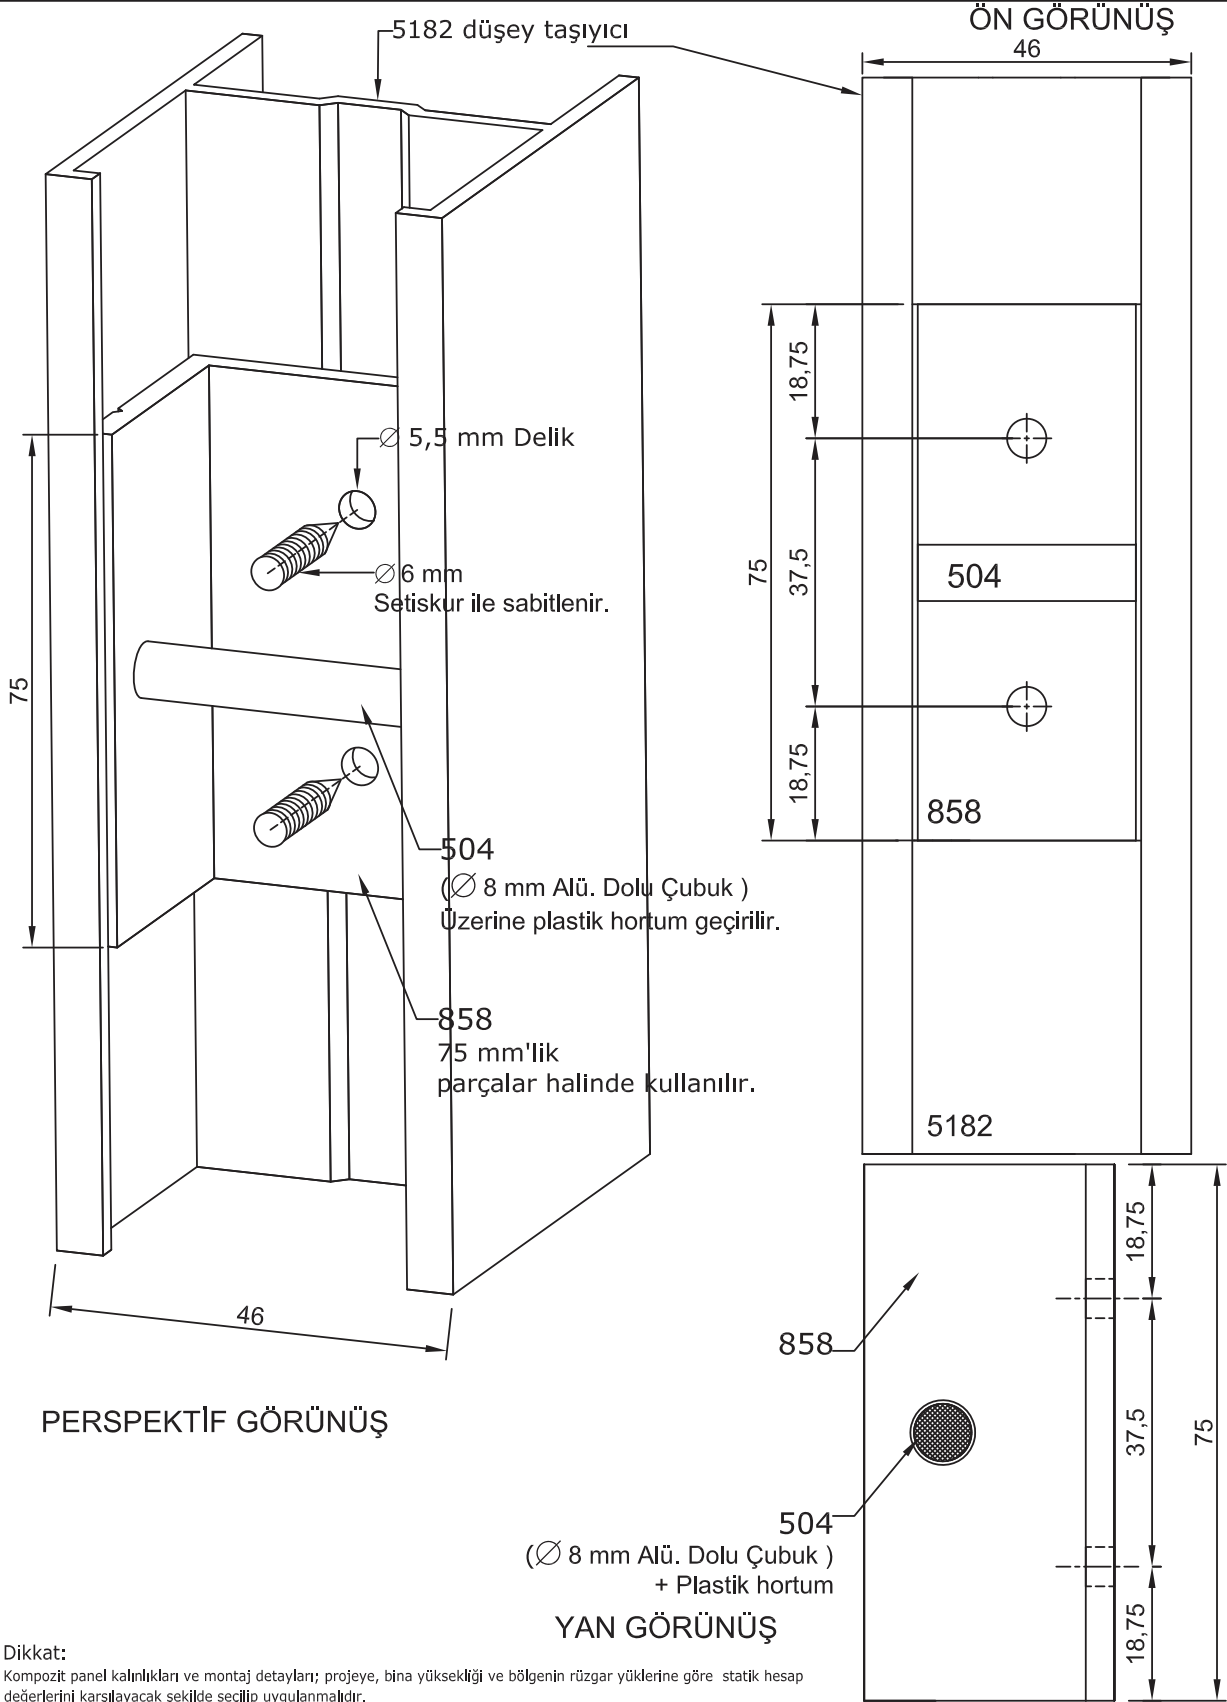 5182 düşey taşıyıcı
ÖN GÖRÜNÜŞ
46
18,75
∅ 5,5 mm Delik
75
37,5
504
∅ 6 mm
Setiskur ile sabitlenir.
75
18,75
858
504
(∅ 8 mm Alü. Dolu Çubuk )
Üzerine plastik hortum geçirilir.
858
75 mm'lik
parçalar halinde kullanılır.
5182
18,75
46
858
PERSPEKTİF GÖRÜNÜŞ
37,5
75
504
(∅ 8 mm Alü. Dolu Çubuk )
+ Plastik hortum
YAN GÖRÜNÜŞ
18,75
Dikkat:
Kompozit panel kalınlıkları ve montaj detayları; projeye, bina yüksekliği ve bölgenin rüzgar yüklerine göre statik hesap
değerlerini karşılayacak şekilde seçilip uygulanmalıdır.